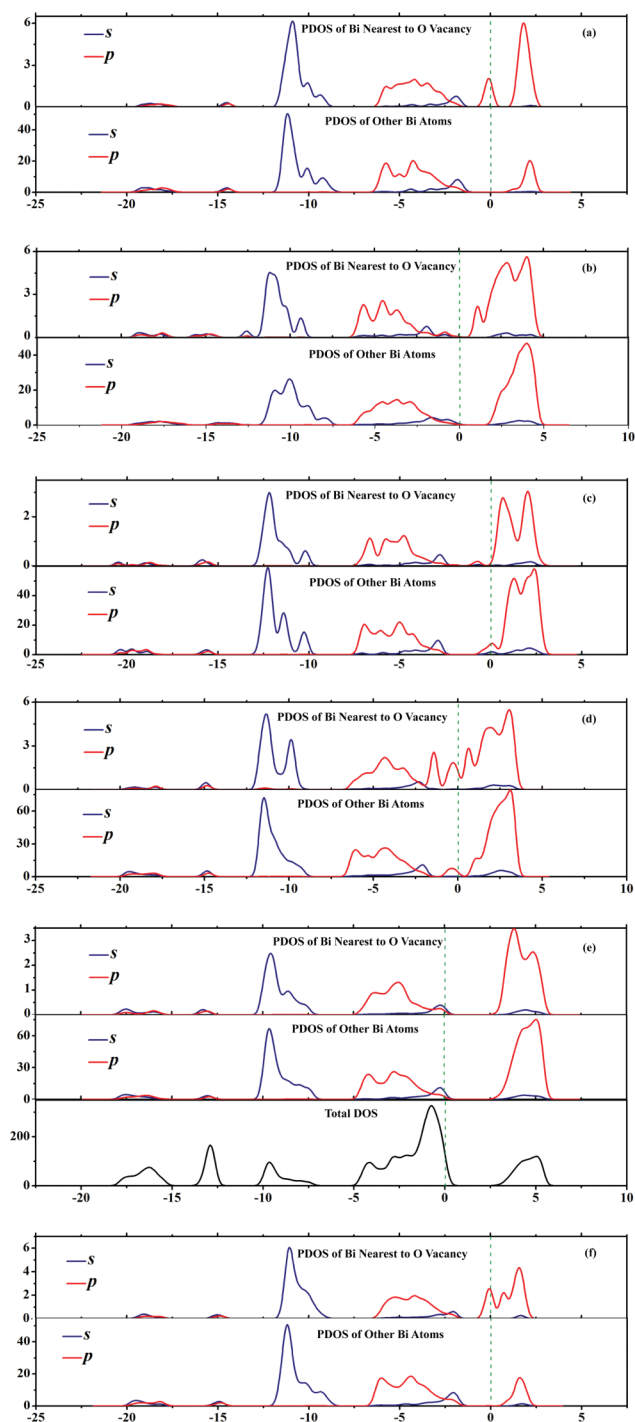 6
3
0
s
p
PDOS of Bi Nearest to O Vacancy
(a)
40
20
0
s
p
PDOS of Other Bi Atoms
-25 -20 -15 -10 -5 0 5
6
3
0
s
p
PDOS of Bi Nearest to O Vacancy
(b)
40
20
0
s
p
PDOS of Other Bi Atoms
-25 -20 -15 -10 -5 0 5 10
2
0
s
p
PDOS of Bi Nearest to O Vacancy
(c)
40
20
0
s
p
PDOS of Other Bi Atoms
-25 -20 -15 -10 -5 0 5
6
3
0
s
p
PDOS of Bi Nearest to O Vacancy
(d)
60
30
0
s
p
PDOS of Other Bi Atoms
-25 -20 -15 -10 -5 0 5 10
3
2
1
0
s
p
PDOS of Bi Nearest to O Vacancy
(e)
60
30
0
s
p
PDOS of Other Bi Atoms
200
0
Total DOS
-20 -15 -10 -5 0 5 10
6
4
2
0
s
p
PDOS of Bi Nearest to O Vacancy
(f)
40
20
0
s
p
PDOS of Other Bi Atoms
-25 -20 -15 -10 -5 0 5